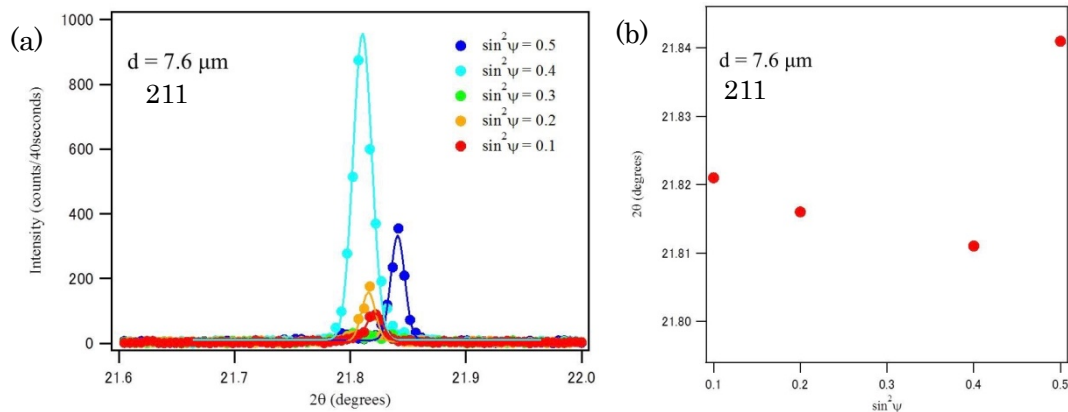 (a)
1000
800
600
400
200
0
Intensity (counts/40seconds)
d = 7.6 μm
211
sin²ψ = 0.5
sin²ψ = 0.4
sin²ψ = 0.3
sin²ψ = 0.2
sin²ψ = 0.1
21.6 21.7 21.8 21.9 22.0
2θ (degrees)
(b)
21.84
21.83
21.82
21.81
21.80
2θ (degrees)
d = 7.6 μm
211
0.1 0.2 0.3 0.4 0.5
sin²ψ